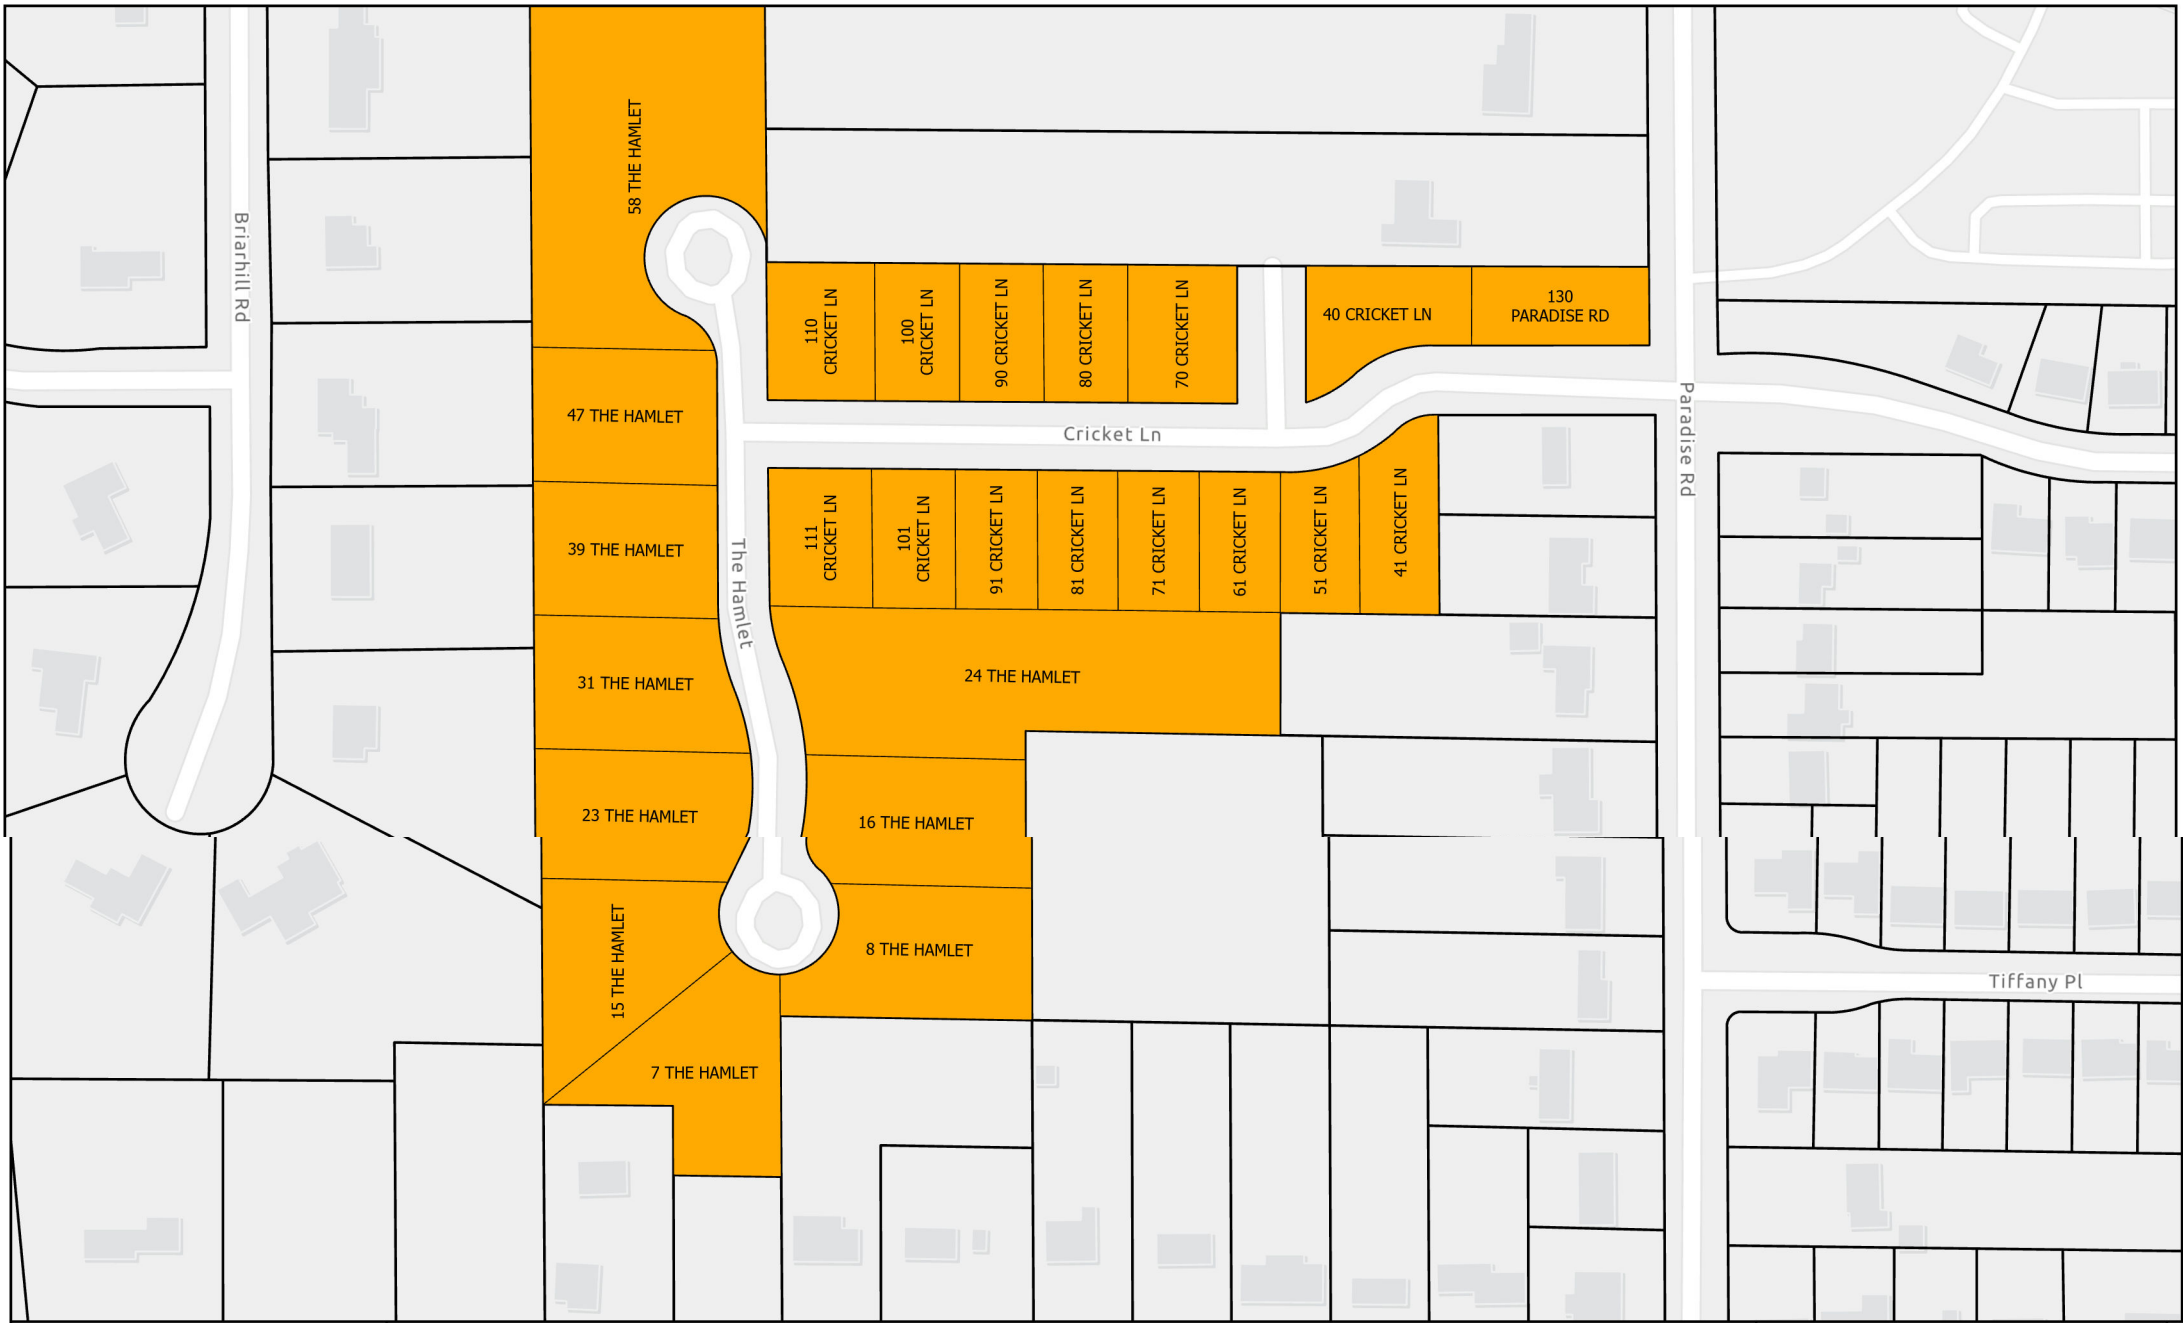 58 THE HAMLET
Briarhill Rd
110
CRICKET LN
100
CRICKET LN
90 CRICKET LN
80 CRICKET LN
70 CRICKET LN
40 CRICKET LN
130
PARADISE RD
47 THE HAMLET
Cricket Ln
Paradise Rd
39 THE HAMLET
The Hamlet
111
CRICKET LN
101
CRICKET LN
91 CRICKET LN
81 CRICKET LN
71 CRICKET LN
61 CRICKET LN
51 CRICKET LN
41 CRICKET LN
31 THE HAMLET
24 THE HAMLET
23 THE HAMLET
16 THE HAMLET
15 THE HAMLET
8 THE HAMLET
Tiffany Pl
7 THE HAMLET